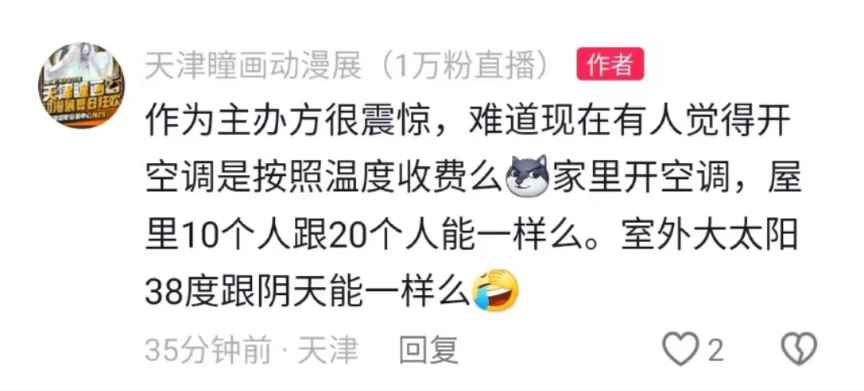 天津瞳画动漫展（1万粉直播）
作者
作为主办方很震惊，难道现在有人觉得开
空调是按照温度收费么家里开空调，屋
里10个人跟20个人能一样么。室外大太阳
38度跟阴天能一样么
35分钟前 · 天津
回复
2